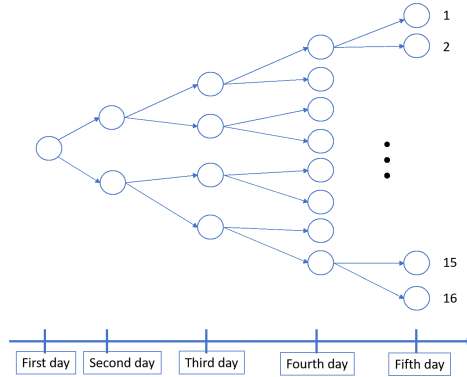 1
2
15
16
First day
Second day
Third day
Fourth day
Fifth day